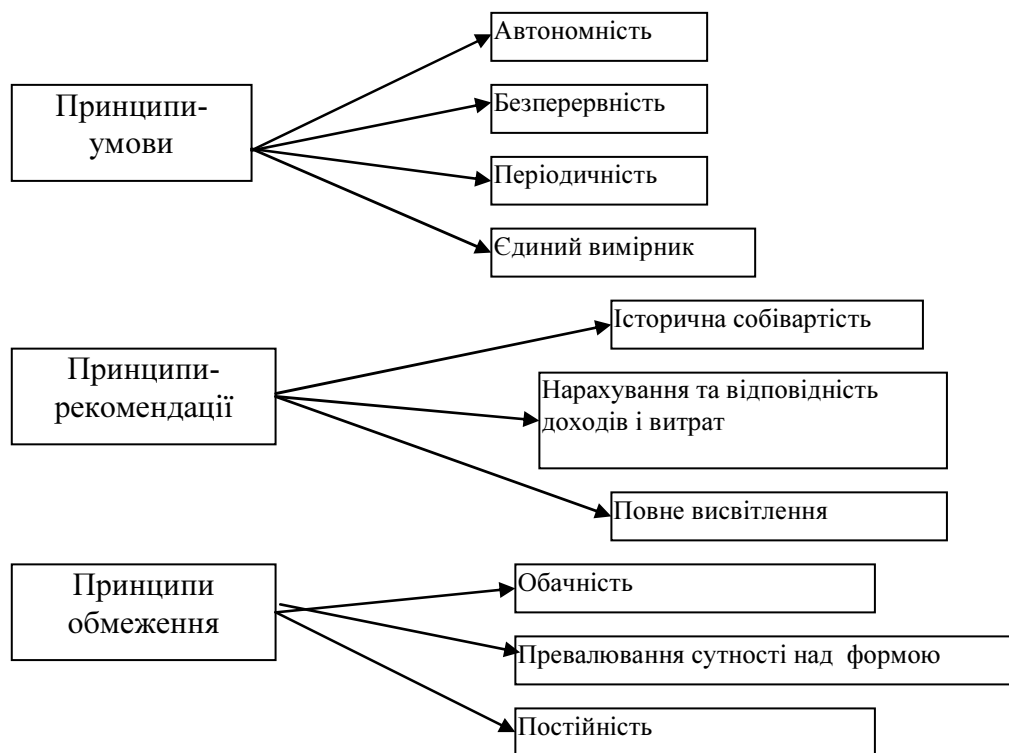 Принципи-
умови
Автономність
Безперервність
Періодичність
Єдиний вимірник
Принципи-
рекомендації
Історична собівартість
Нарахування та відповідність
доходів і витрат
Повне висвітлення
Принципи
обмеження
Обачність
Превалювання сутності над формою
Постійність